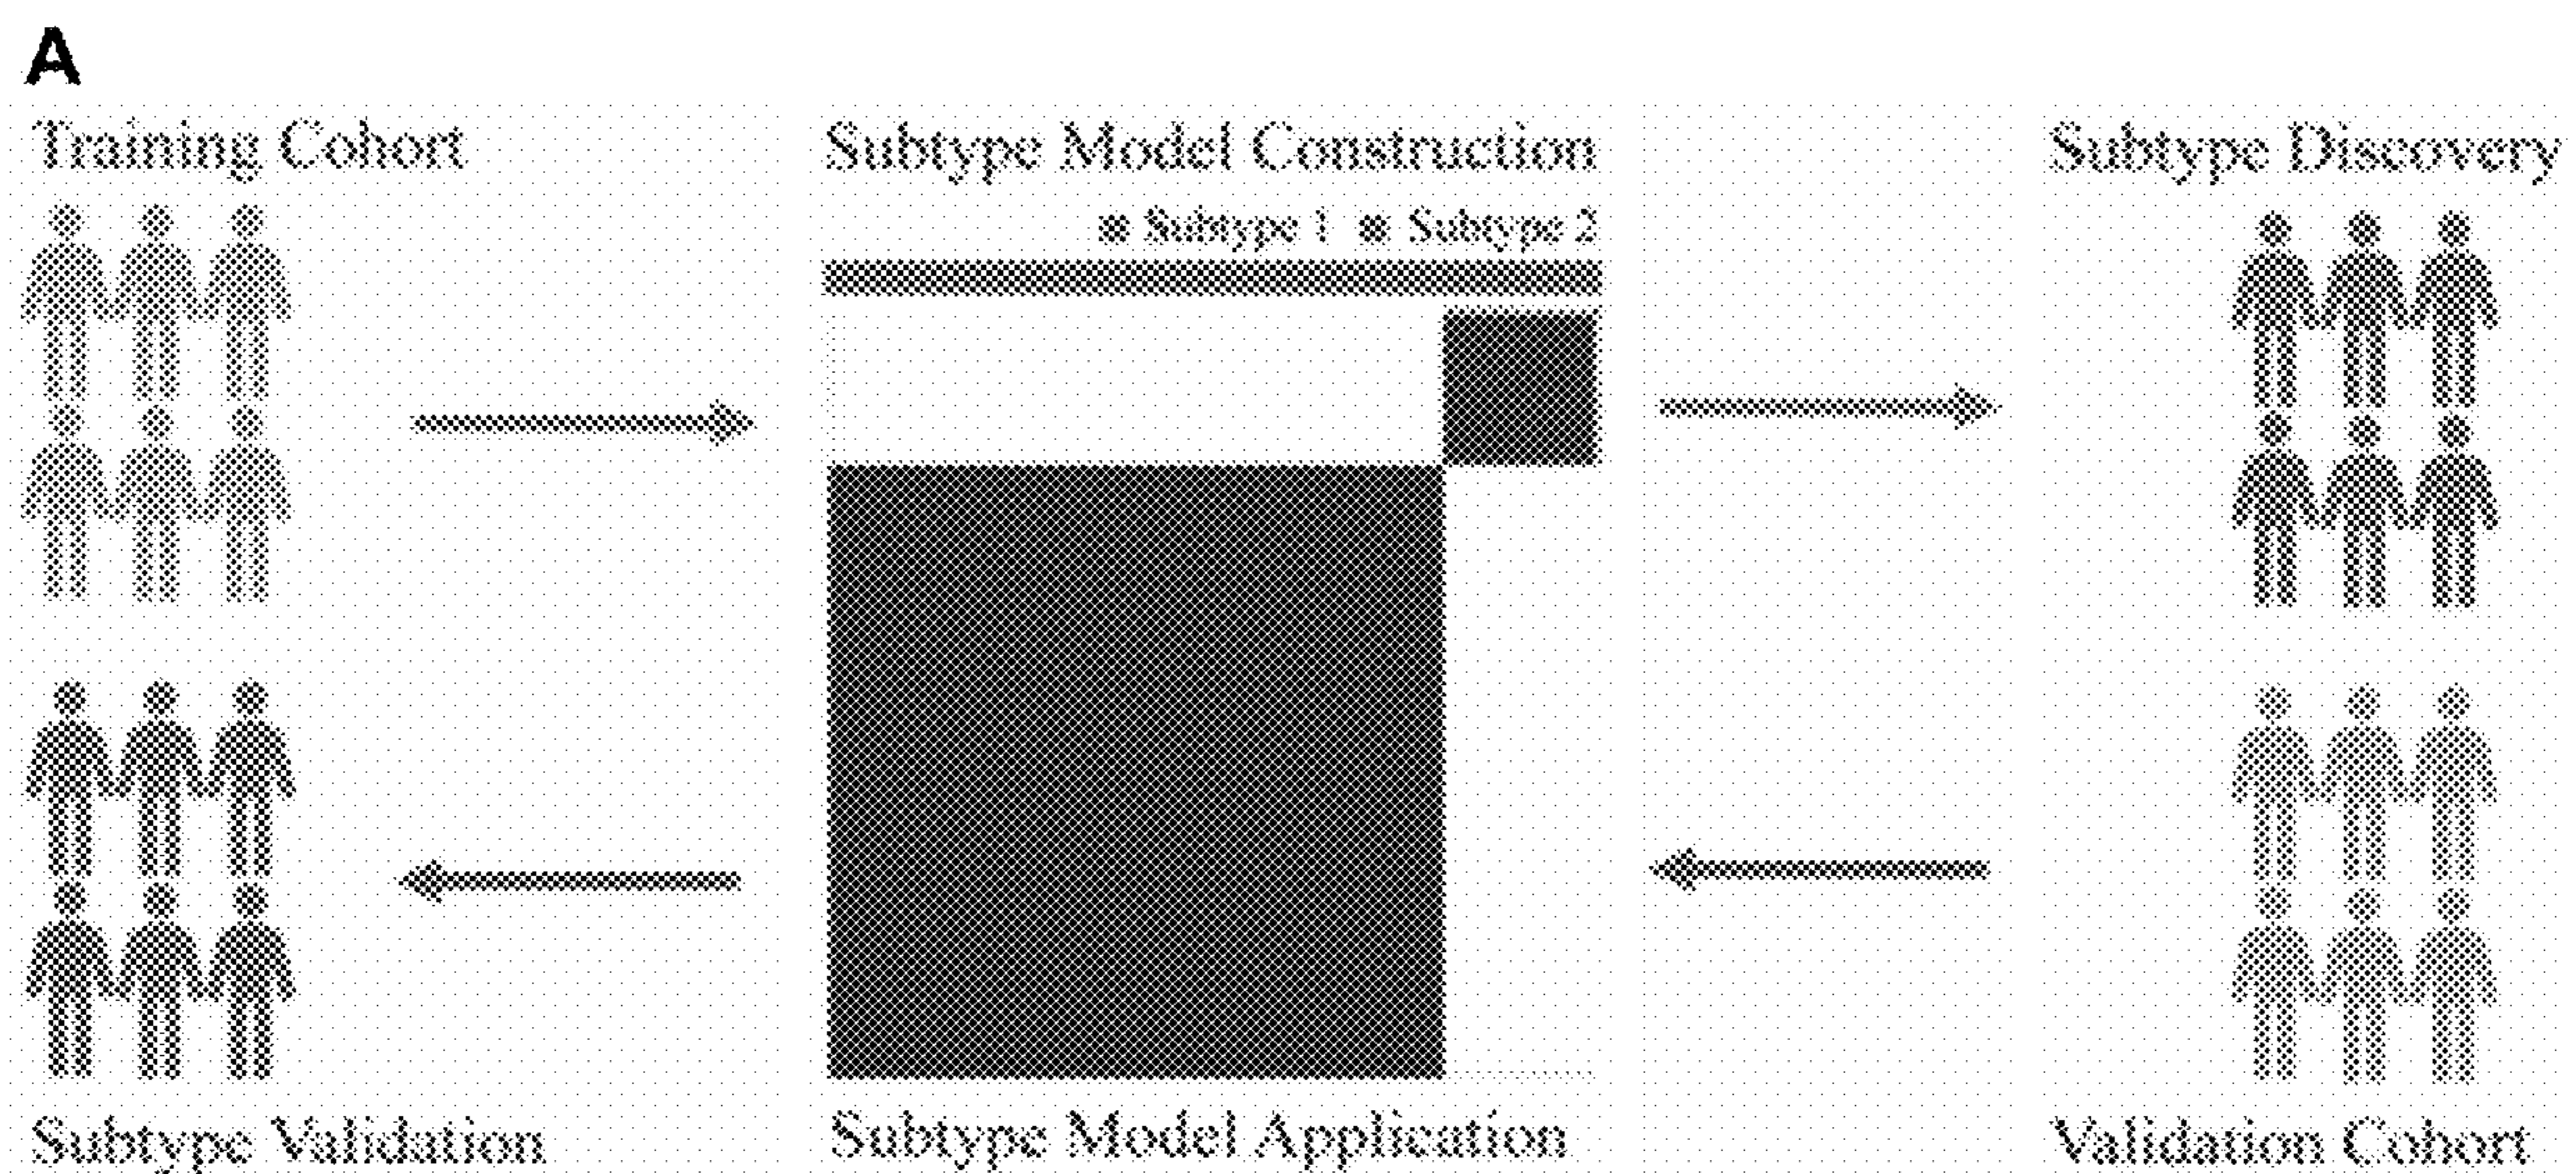 A
Training Cohort
Subtype Model Construction
Subtype Discovery
Subtype 1
Subtype 2
Subtype Validation
Subtype Model Application
Validation Cohort